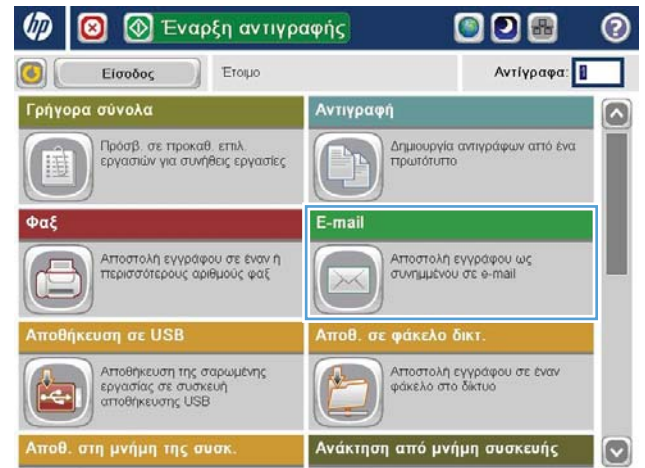 hp
Έναρξη αντιγραφής
?
Είσοδος
Έτοιμο
Αντίγραφα: 1
Γρήγορα σύνολα
Πρόσβ. σε προκαθ. επιλ.
εργασιών για συνήθεις εργασίες
Αντιγραφή
Δημιουργία αντιγράφων από ένα
πρωτότυπο
Φαξ
Αποστολή εγγράφου σε έναν ή
περισσότερους αριθμούς φαξ
E-mail
Αποστολή εγγράφου ως
συνημμένου σε e-mail
Αποθήκευση σε USB
Αποθήκευση της σαρωμένης
εργασίας σε συσκευή
αποθήκευσης USB
Αποθ. σε φάκελο δικτ.
Αποστολή εγγράφου σε έναν
φάκελο στο δίκτυο
Αποθ. στη μνήμη της συσκ.
Ανάκτηση από μνήμη συσκευής